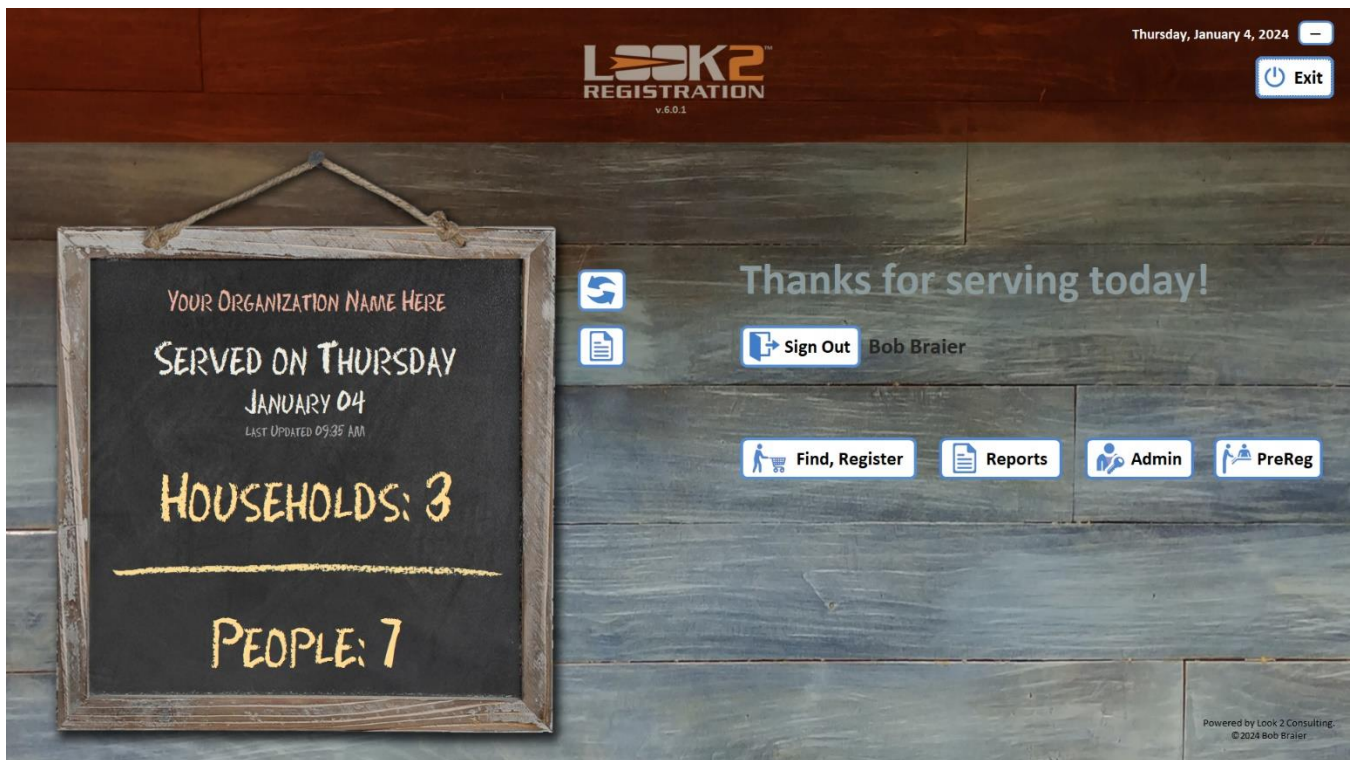 LOOK2™
REGISTRATION
v.6.0.1
Thursday, January 4, 2024
Exit
Your Organization Name Here
Served on Thursday
January 04
Last Updated 09:35 AM
Households: 3
People: 7
Thanks for serving today!
Sign Out Bob Braier
Find, Register Reports Admin PreReg
Powered by Look 2 Consulting.
©2024 Bob Braier